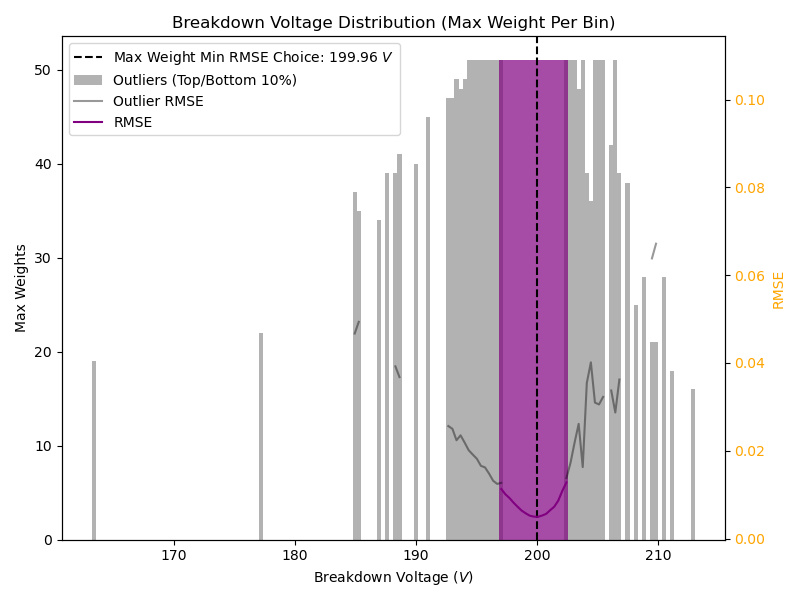 Breakdown Voltage Distribution (Max Weight Per Bin)
Max Weight Min RMSE Choice: 199.96 V
Outliers (Top/Bottom 10%)
Outlier RMSE
RMSE
50
40
30
20
10
0
Max Weights
0.10
0.08
0.06
0.04
0.02
0.00
RMSE
170 180 190 200 210
Breakdown Voltage (V)